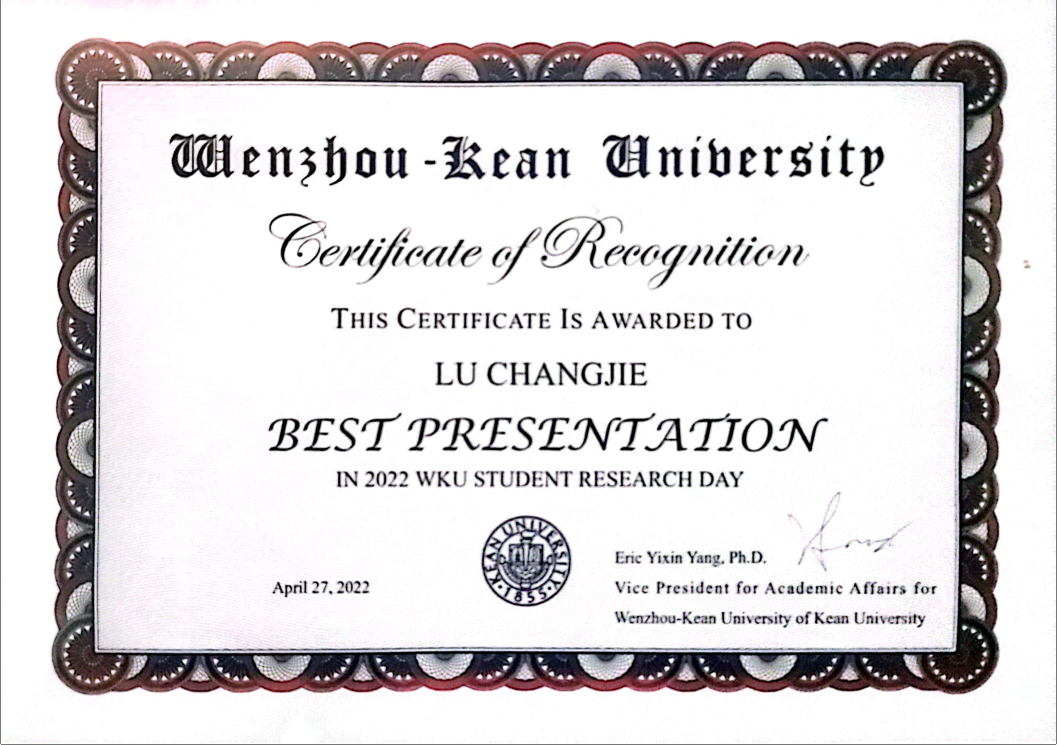 Wenzhou-Kean University
Certificate of Recognition
THIS CERTIFICATE IS AWARDED TO
LU CHANGJIE
BEST PRESENTATION
IN 2022 WKU STUDENT RESEARCH DAY
April 27, 2022
KEAN UNIVERSITY
1855
Eric Yixin Yang, Ph.D.
Vice President for Academic Affairs for
Wenzhou-Kean University of Kean University